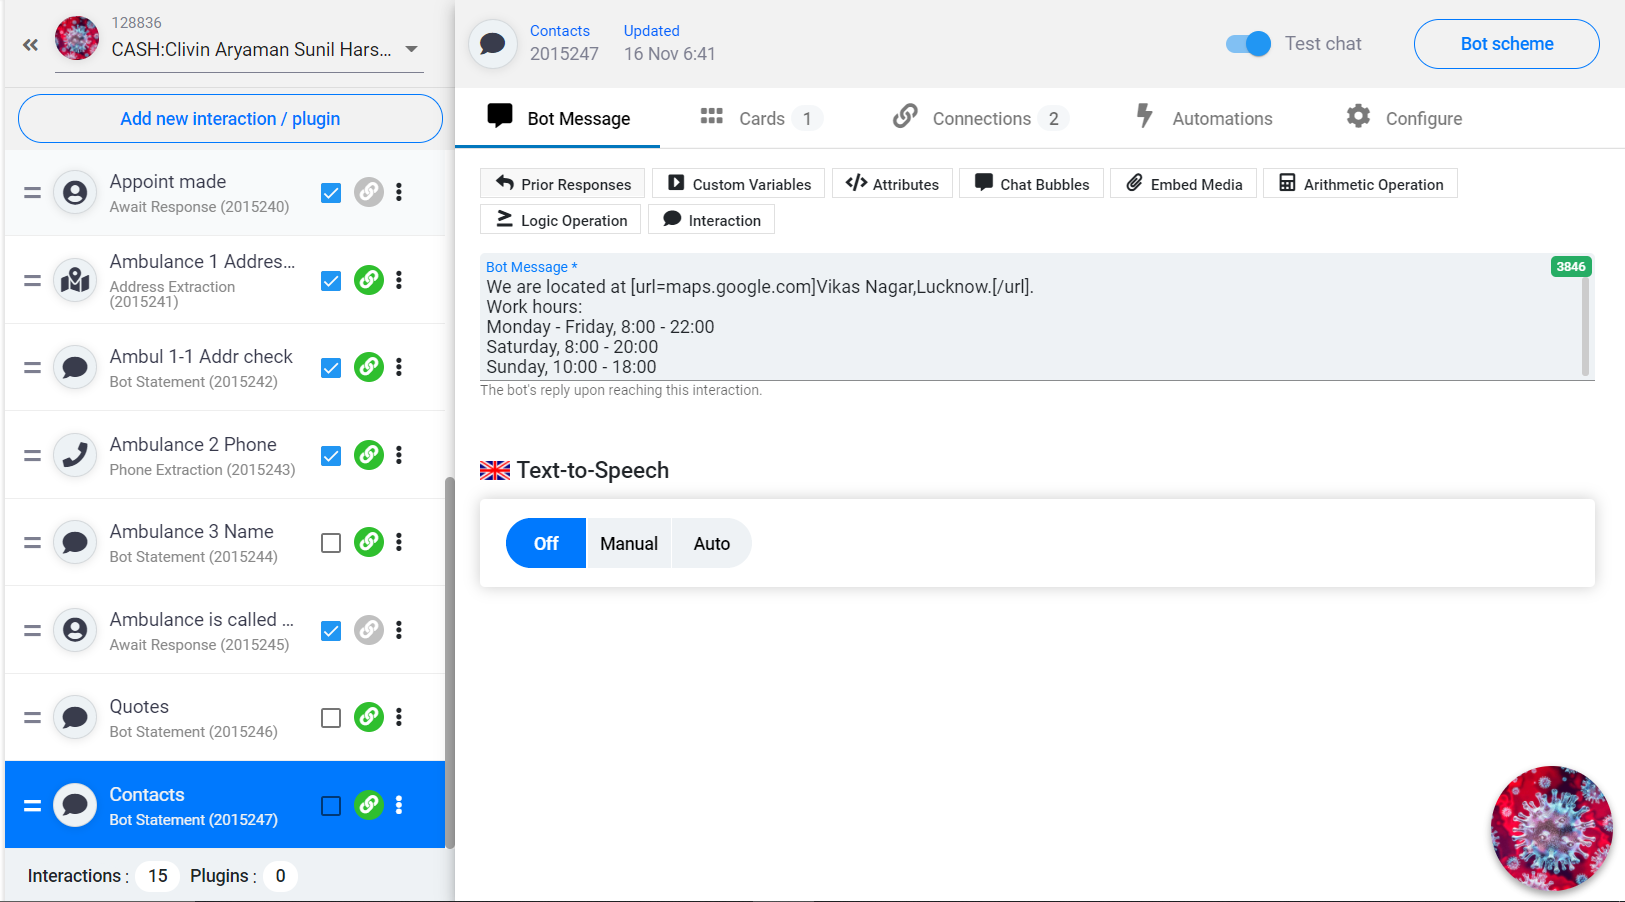 128836
CASH:Clivin Aryaman Sunil Hars...
Add new interaction / plugin
Appoint made
Await Response (2015240)
Ambulance 1 Addres...
Address Extraction
(2015241)
Ambul 1-1 Addr check
Bot Statement (2015242)
Ambulance 2 Phone
Phone Extraction (2015243)
Ambulance 3 Name
Bot Statement (2015244)
Ambulance is called ...
Await Response (2015245)
Quotes
Bot Statement (2015246)
Contacts
Bot Statement (2015247)
Interactions : 15 Plugins : 0
Contacts Updated
2015247 16 Nov 6:41
Test chat
Bot scheme
Bot Message Cards 1 Connections 2 Automations Configure
Prior Responses Custom Variables Attributes Chat Bubbles Embed Media Arithmetic Operation
Logic Operation Interaction
Bot Message * 3846
We are located at [url=maps.google.com]Vikas Nagar,Lucknow.[/url].
Work hours:
Monday - Friday, 8:00 - 22:00
Saturday, 8:00 - 20:00
Sunday, 10:00 - 18:00
The bot's reply upon reaching this interaction.
Text-to-Speech
Off Manual Auto